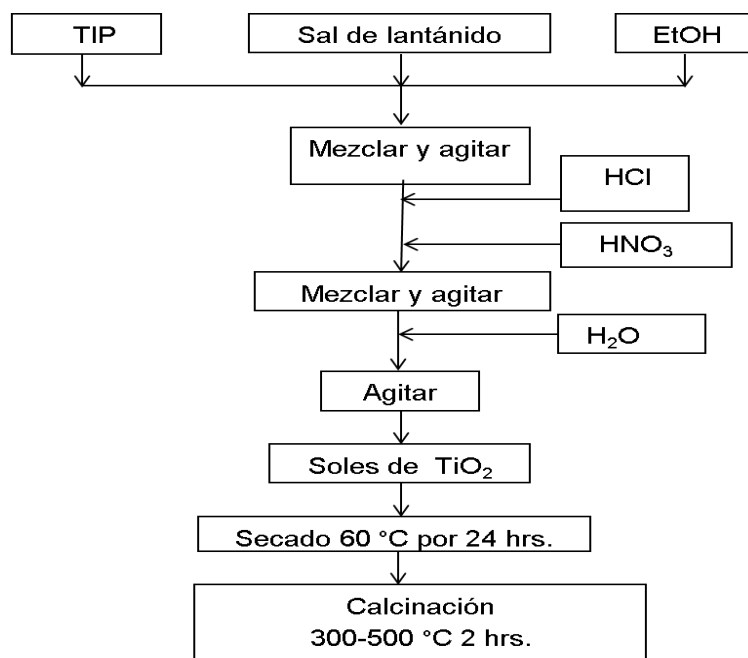 TIP
Sal de lantánido
EtOH
Mezclar y agitar
HCl
HNO₃
Mezclar y agitar
H₂O
Agitar
Soles de TiO₂
Secado 60 °C por 24 hrs.
Calcinación
300-500 °C 2 hrs.